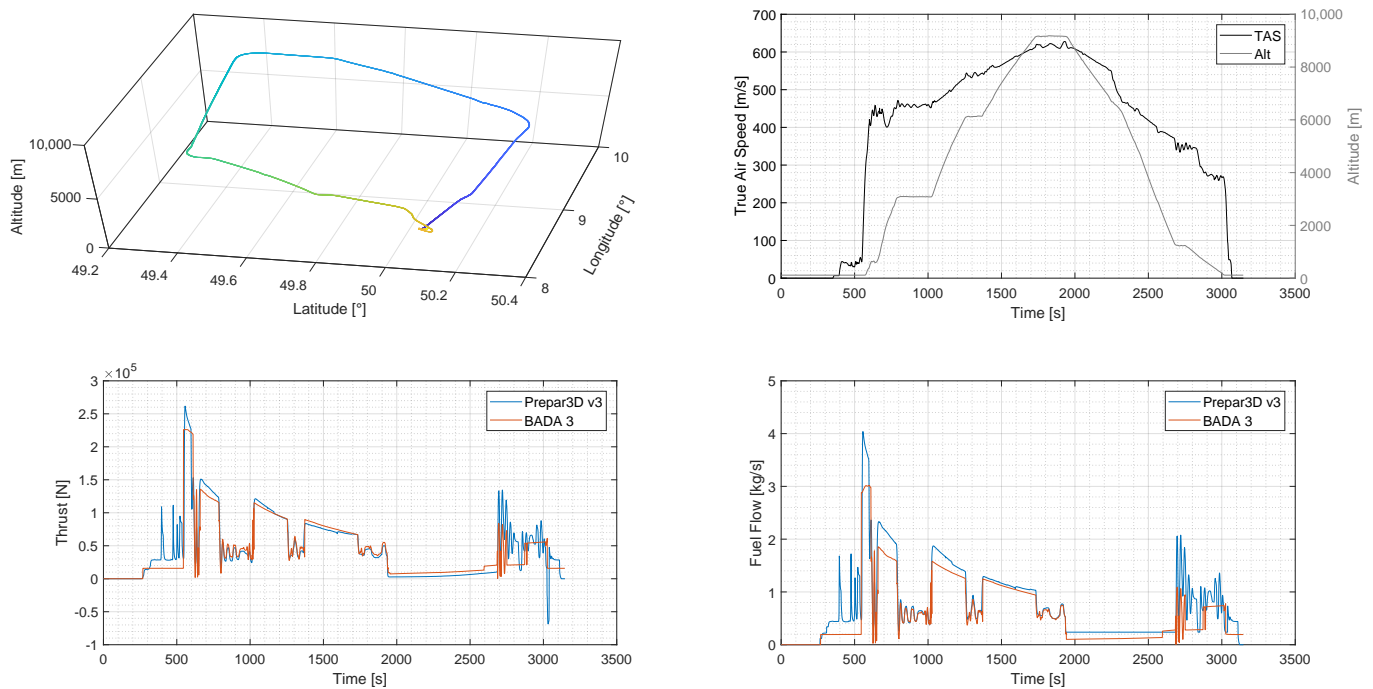 10,000
5000
0
Altitude [m]
49.2
49.4
49.6
49.8
50
50.2
50.4
Latitude [°]
8
9
10
Longitude [°]
700
600
500
400
300
200
100
0
True Air Speed [m/s]
10,000
8000
6000
4000
2000
0
Altitude [m]
TAS
Alt
0 500 1000 1500 2000 2500 3000 3500
Time [s]
×10⁵
3
2.5
2
1.5
1
0.5
0
-0.5
-1
Thrust [N]
Prepar3D v3
BADA 3
0 500 1000 1500 2000 2500 3000 3500
Time [s]
5
4
3
2
1
0
Fuel Flow [kg/s]
Prepar3D v3
BADA 3
0 500 1000 1500 2000 2500 3000 3500
Time [s]